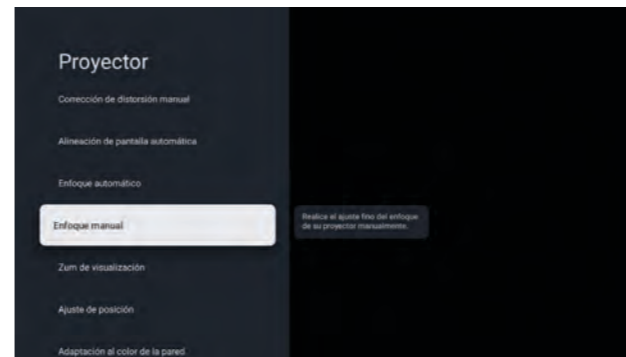 Proyector
Corrección de distorsión manual
Alineación de pantalla automática
Enfoque automático
Enfoque manual
Realice el ajuste fino del enfoque
de su proyector manualmente.
Zum de visualización
Ajuste de posición
Adaptación al color de la pared